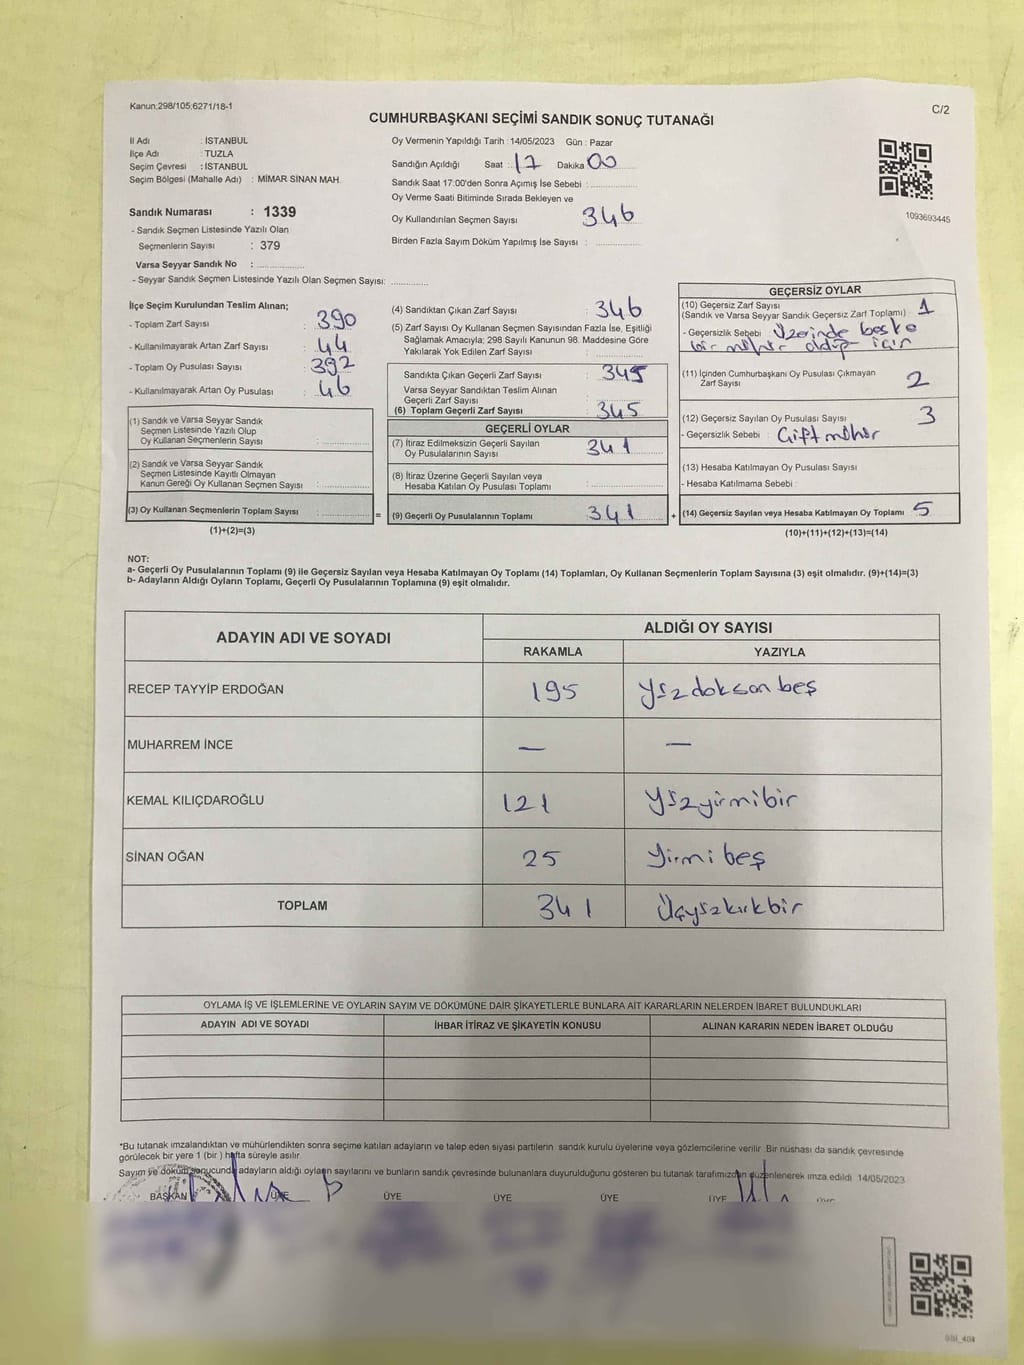 Kanun;298/105;6271/18-1
C/2
CUMHURBAŞKANI SEÇİMİ SANDIK SONUÇ TUTANAĞI
İl Adı : İSTANBUL
İlçe Adı : TUZLA
Seçim Çevresi : İSTANBUL
Seçim Bölgesi (Mahalle Adı) : MİMAR SİNAN MAH.
Oy Vermenin Yapıldığı Tarih : 14/05/2023 Gün : Pazar
Sandığın Açıldığı Saat : 17 Dakika 00
Sandık Saat 17:00'den Sonra Açımış İse Sebebi :
Oy Verme Saati Bitiminde Sırada Bekleyen ve
Oy Kullandırılan Seçmen Sayısı : 346
Birden Fazla Sayım Döküm Yapılmış İse Sayısı :
1093693445
Sandık Numarası : 1339
- Sandık Seçmen Listesinde Yazılı Olan
Seçmenlerin Sayısı : 379
Varsa Seyyar Sandık No :
- Seyyar Sandık Seçmen Listesinde Yazılı Olan Seçmen Sayısı:
İlçe Seçim Kurulundan Teslim Alınan;
- Toplam Zarf Sayısı : 390
- Kullanılmayarak Artan Zarf Sayısı : 44
- Toplam Oy Pusulası Sayısı : 392
- Kullanılmayarak Artan Oy Pusulası : 46
(1) Sandık ve Varsa Seyyar Sandık
Seçmen Listesinde Yazılı Olup
Oy Kullanan Seçmenlerin Sayısı :
(2) Sandık ve Varsa Seyyar Sandık
Seçmen Listesinde Kayıtlı Olmayan
Kanun Gereği Oy Kullanan Seçmen Sayısı :
(3) Oy Kullanan Seçmenlerin Toplam Sayısı :
(1)+(2)=(3)
=
(4) Sandıktan Çıkan Zarf Sayısı : 346
(5) Zarf Sayısı Oy Kullanan Seçmen Sayısından Fazla İse, Eşitliği
Sağlamak Amacıyla; 298 Sayılı Kanunun 98. Maddesine Göre
Yakılarak Yok Edilen Zarf Sayısı :
Sandıkta Çıkan Geçerli Zarf Sayısı : 345
Varsa Seyyar Sandıktan Teslim Alınan
Geçerli Zarf Sayısı :
(6) Toplam Geçerli Zarf Sayısı : 345
GEÇERLİ OYLAR
(7) İtiraz Edilmeksizin Geçerli Sayılan
Oy Pusulalarının Sayısı : 341
(8) İtiraz Üzerine Geçerli Sayılan veya
Hesaba Katılan Oy Pusulası Toplamı :
(9) Geçerli Oy Pusulalarının Toplamı : 341
+
GEÇERSİZ OYLAR
(10) Geçersiz Zarf Sayısı : 1
(Sandık ve Varsa Seyyar Sandık Geçersiz Zarf Toplamı)
- Geçersizlik Sebebi : Üzerinde başka
bir mühür olduğu için
(11) İçinden Cumhurbaşkanı Oy Pusulası Çıkmayan
Zarf Sayısı : 2
(12) Geçersiz Sayılan Oy Pusulası Sayısı : 3
- Geçersizlik Sebebi : Çift mühür
(13) Hesaba Katılmayan Oy Pusulası Sayısı
- Hesaba Katılmama Sebebi :
(14) Geçersiz Sayılan veya Hesaba Katılmayan Oy Toplamı : 5
(10)+(11)+(12)+(13)=(14)
NOT:
a- Geçerli Oy Pusulalarının Toplamı (9) ile Geçersiz Sayılan veya Hesaba Katılmayan Oy Toplamı (14) Toplamları, Oy Kullanan Seçmenlerin Toplam Sayısına (3) eşit olmalıdır. (9)+(14)=(3)
b- Adayların Aldığı Oyların Toplamı, Geçerli Oy Pusulalarının Toplamına (9) eşit olmalıdır.
ADAYIN ADI VE SOYADI
ALDIĞI OY SAYISI
RAKAMLA YAZIYLA
RECEP TAYYİP ERDOĞAN 195 Yüzdoksanbeş
MUHARREM İNCE — —
KEMAL KILIÇDAROĞLU 121 Yüzyirmibir
SİNAN OĞAN 25 Yirmibeş
TOPLAM 341 Üçyüzkırkbir
OYLAMA İŞ VE İŞLEMLERİNE VE OYLARIN SAYIM VE DÖKÜMÜNE DAİR ŞİKAYETLERLE BUNLARA AİT KARARLARIN NELERDEN İBARET BULUNDUKLARI
ADAYIN ADI VE SOYADI İHBAR İTİRAZ VE ŞİKAYETİN KONUSU ALINAN KARARIN NEDEN İBARET OLDUĞU
*Bu tutanak imzalandıktan ve mühürlendikten sonra seçime katılan adayların ve talep eden siyasi partilerin sandık kurulu üyelerine veya gözlemcilerine verilir. Bir nüshası da sandık çevresinde
görülecek bir yere 1 (bir ) hafta süreyle asılır.
Sayım ve döküm sonucunda adayların aldığı oyların sayılarını ve bunların sandık çevresinde bulunanlara duyurulduğunu gösteren bu tutanak tarafımızdan düzenlenerek imza edildi. 14/05/2023
BAŞKAN ÜYE ÜYE ÜYE ÜYE ÜYE ÜYE